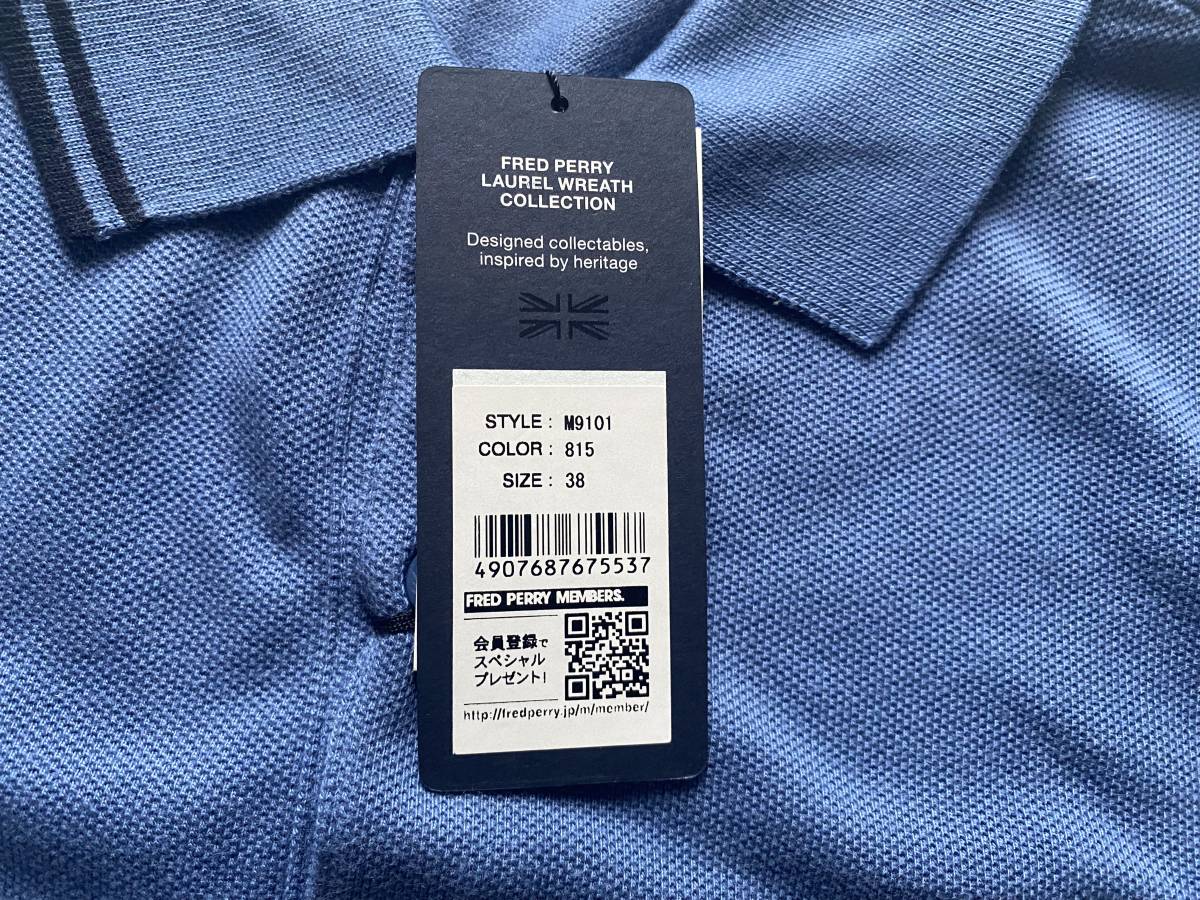 FRED PERRY
LAUREL WREATH
COLLECTION
Designed collectables,
inspired by heritage
STYLE : M9101
COLOR : 815
SIZE : 38
4907687675537
FRED PERRY MEMBERS.
会員登録で
スペシャル
プレゼント!
http://fredperry.jp/m/member/